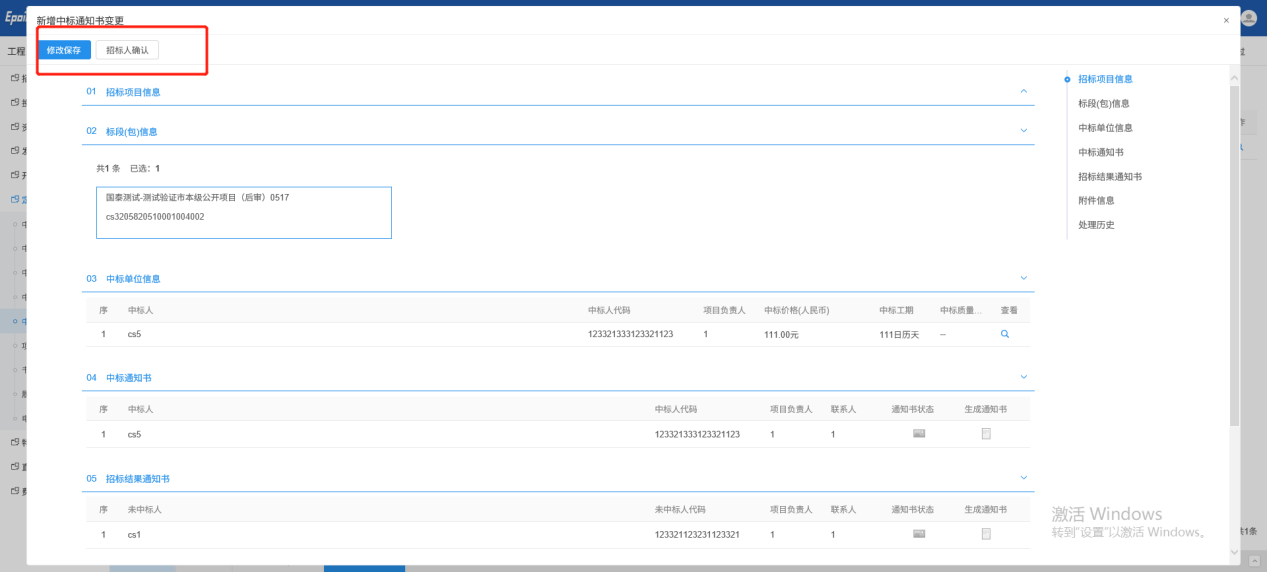 新增中标通知书变更
×
修改保存 招标人确认
工程
01 招标项目信息
02 标段(包)信息
共1 条 已选：1
国泰测试-测试验证市本级公开项目（后审）0517
cs3205820510001004002
03 中标单位信息
序 中标人 中标人代码 项目负责人 中标价格(人民币) 中标工期 中标质量... 查看
1 cs5 123321333123321123 1 111.00元 111日历天 --
04 中标通知书
序 中标人 中标人代码 项目负责人 联系人 通知书状态 生成通知书
1 cs5 123321333123321123 1 1
05 招标结果通知书
序 未中标人 未中标人代码 项目负责人 联系人 通知书状态 生成通知书
1 cs1 123321123231123321 1 1
招标项目信息
标段(包)信息
中标单位信息
中标通知书
招标结果通知书
附件信息
处理历史
激活 Windows
转到"设置"以激活 Windows。